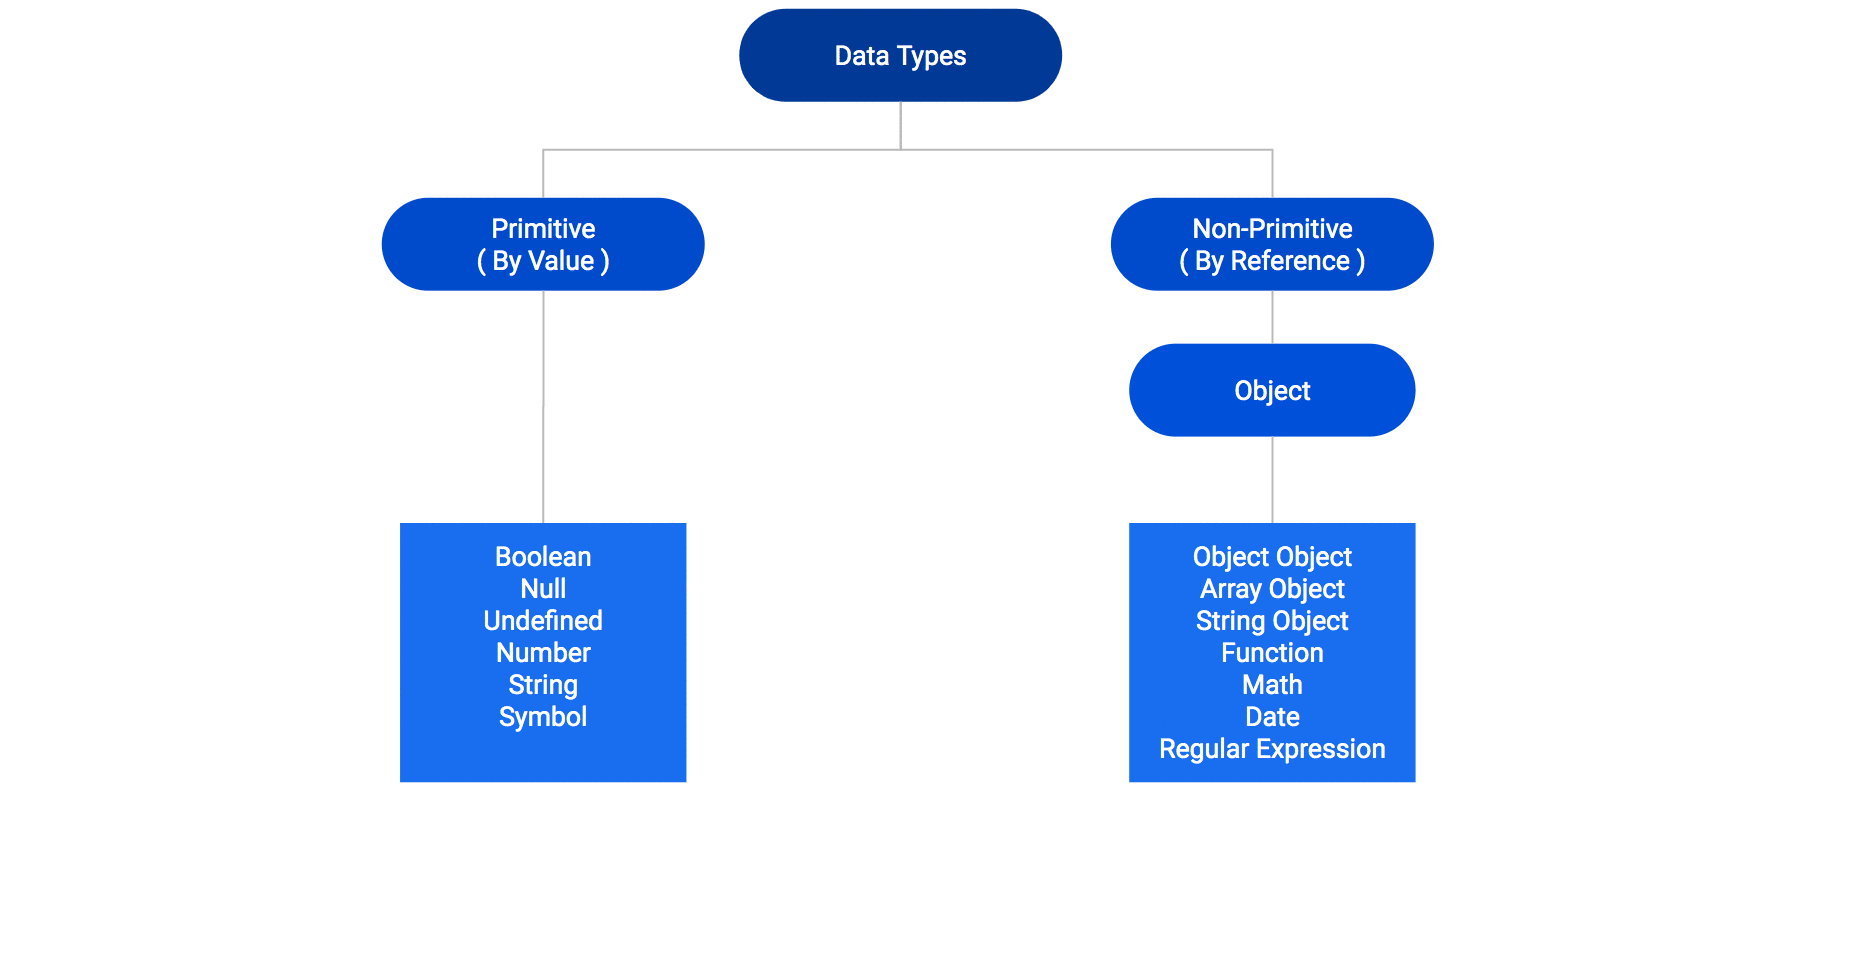 Data Types
Primitive
( By Value )
Non-Primitive
( By Reference )
Object
Boolean
Null
Undefined
Number
String
Symbol
Object Object
Array Object
String Object
Function
Math
Date
Regular Expression